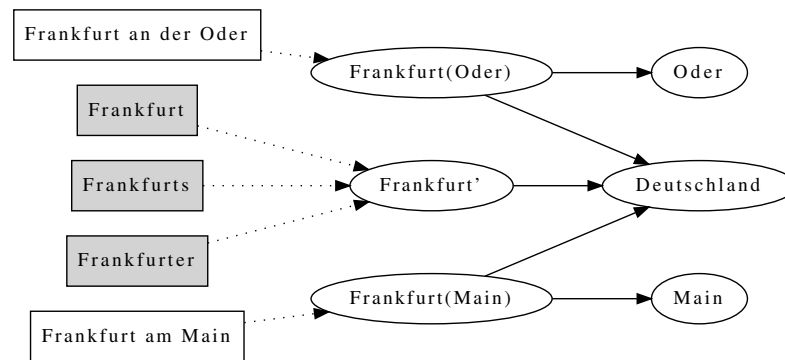 Frankfurt an der Oder
Frankfurt(Oder)
Oder
Frankfurt
Frankfurts
Frankfurt'
Deutschland
Frankfurter
Frankfurt(Main)
Main
Frankfurt am Main